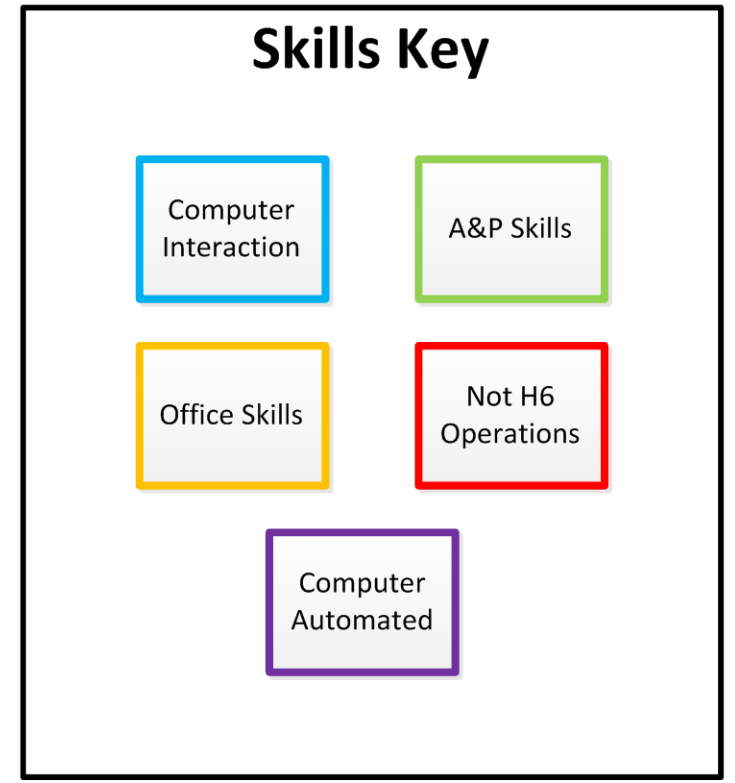 Skills Key
Computer
Interaction
A&P Skills
Office Skills
Not H6
Operations
Computer
Automated